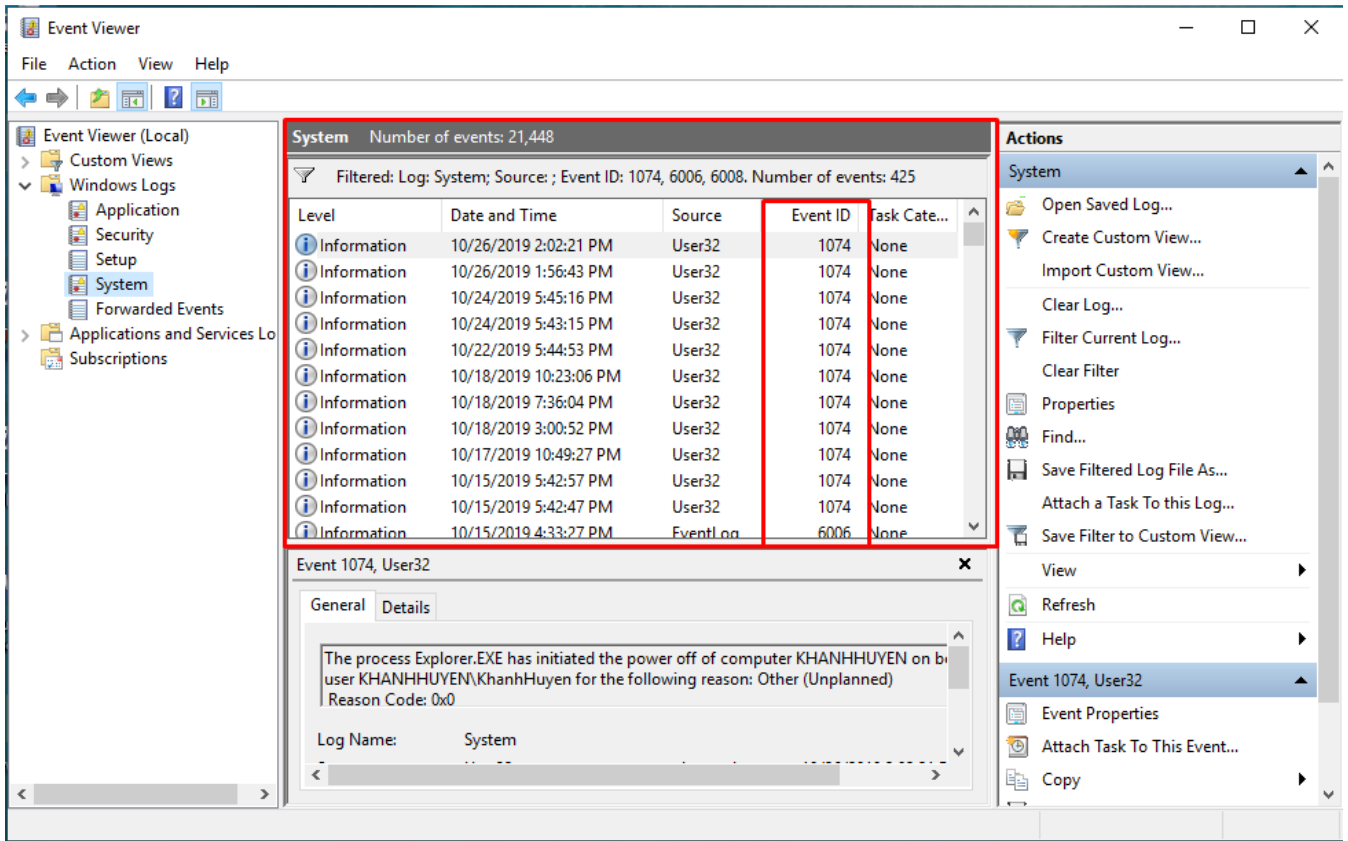 Event Viewer
File Action View Help
Event Viewer (Local)
Custom Views
Windows Logs
Application
Security
Setup
System
Forwarded Events
Applications and Services Lo
Subscriptions
System Number of events: 21,448
Filtered: Log: System; Source: ; Event ID: 1074, 6006, 6008. Number of events: 425
Level Date and Time Source Event ID Task Cate...
Information 10/26/2019 2:02:21 PM User32 1074 None
Information 10/26/2019 1:56:43 PM User32 1074 None
Information 10/24/2019 5:45:16 PM User32 1074 None
Information 10/24/2019 5:43:15 PM User32 1074 None
Information 10/22/2019 5:44:53 PM User32 1074 None
Information 10/18/2019 10:23:06 PM User32 1074 None
Information 10/18/2019 7:36:04 PM User32 1074 None
Information 10/18/2019 3:00:52 PM User32 1074 None
Information 10/17/2019 10:49:27 PM User32 1074 None
Information 10/15/2019 5:42:57 PM User32 1074 None
Information 10/15/2019 5:42:47 PM User32 1074 None
Information 10/15/2019 4:33:27 PM EventLog 6006 None
Event 1074, User32
General Details
The process Explorer.EXE has initiated the power off of computer KHANHHUYEN on be
user KHANHHUYEN\KhanhHuyen for the following reason: Other (Unplanned)
Reason Code: 0x0
Log Name: System
Actions
System
Open Saved Log...
Create Custom View...
Import Custom View...
Clear Log...
Filter Current Log...
Clear Filter
Properties
Find...
Save Filtered Log File As...
Attach a Task To this Log...
Save Filter to Custom View...
View
Refresh
Help
Event 1074, User32
Event Properties
Attach Task To This Event...
Copy